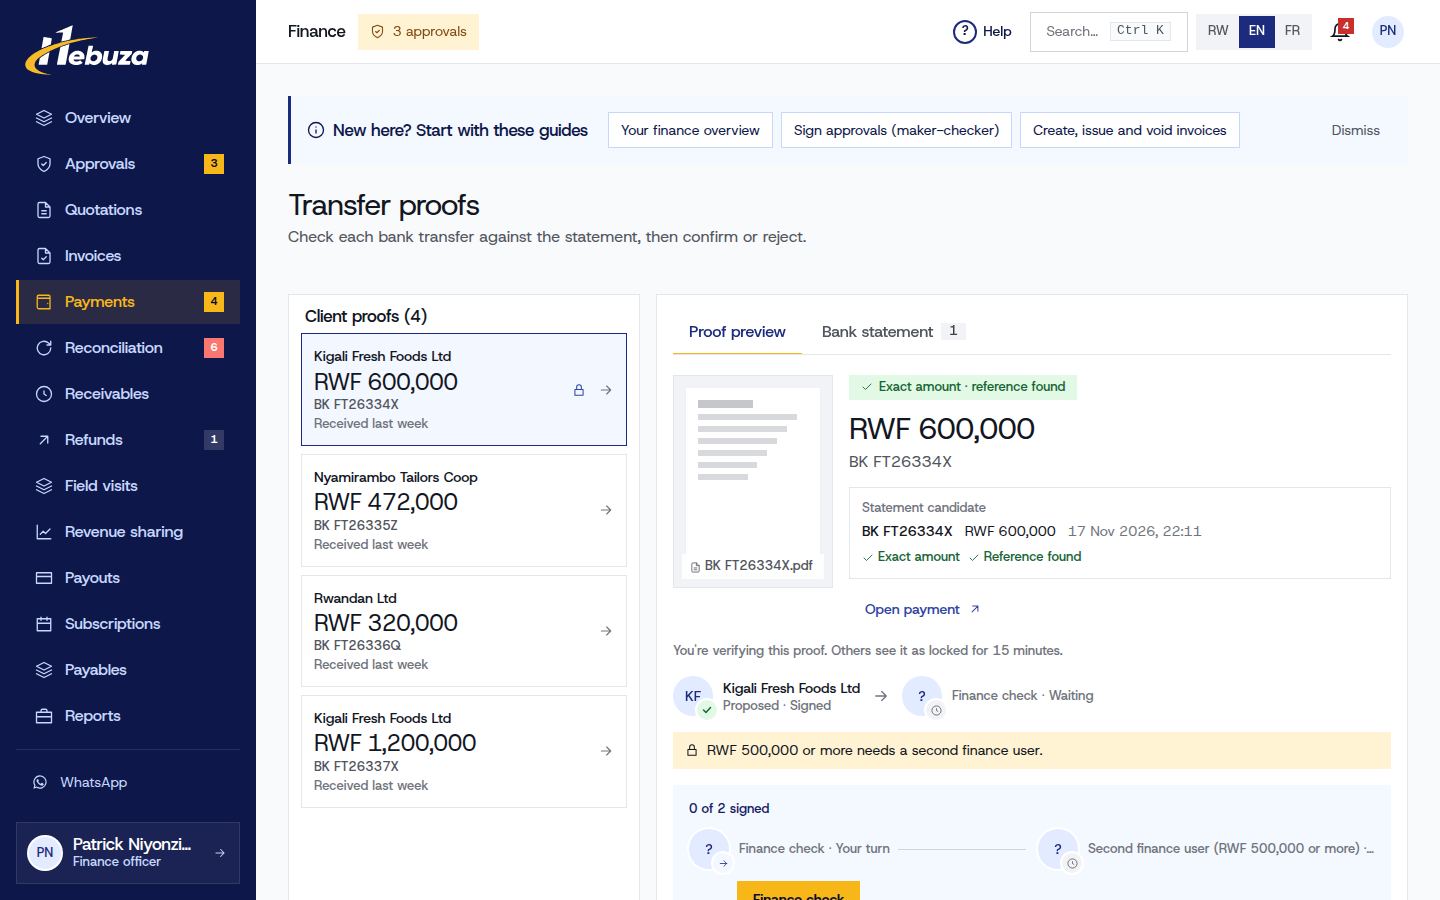 Hebuza
Overview
Approvals 3
Quotations
Invoices
Payments 4
Reconciliation 6
Receivables
Refunds 1
Field visits
Revenue sharing
Payouts
Subscriptions
Payables
Reports
WhatsApp
PN Patrick Niyonzi...
Finance officer
Finance 3 approvals
? Help Search... Ctrl K RW EN FR 4 PN
New here? Start with these guides Your finance overview Sign approvals (maker-checker) Create, issue and void invoices Dismiss
Transfer proofs
Check each bank transfer against the statement, then confirm or reject.
Client proofs (4)
Kigali Fresh Foods Ltd
RWF 600,000
BK FT26334X
Received last week
Nyamirambo Tailors Coop
RWF 472,000
BK FT26335Z
Received last week
Rwandan Ltd
RWF 320,000
BK FT26336Q
Received last week
Kigali Fresh Foods Ltd
RWF 1,200,000
BK FT26337X
Received last week
Proof preview Bank statement 1
BK FT26334X.pdf
Exact amount · reference found
RWF 600,000
BK FT26334X
Statement candidate
BK FT26334X RWF 600,000 17 Nov 2026, 22:11
Exact amount Reference found
Open payment
You're verifying this proof. Others see it as locked for 15 minutes.
KF Kigali Fresh Foods Ltd
Proposed · Signed
? Finance check · Waiting
RWF 500,000 or more needs a second finance user.
0 of 2 signed
? Finance check · Your turn ? Second finance user (RWF 500,000 or more) ·...
Finance check